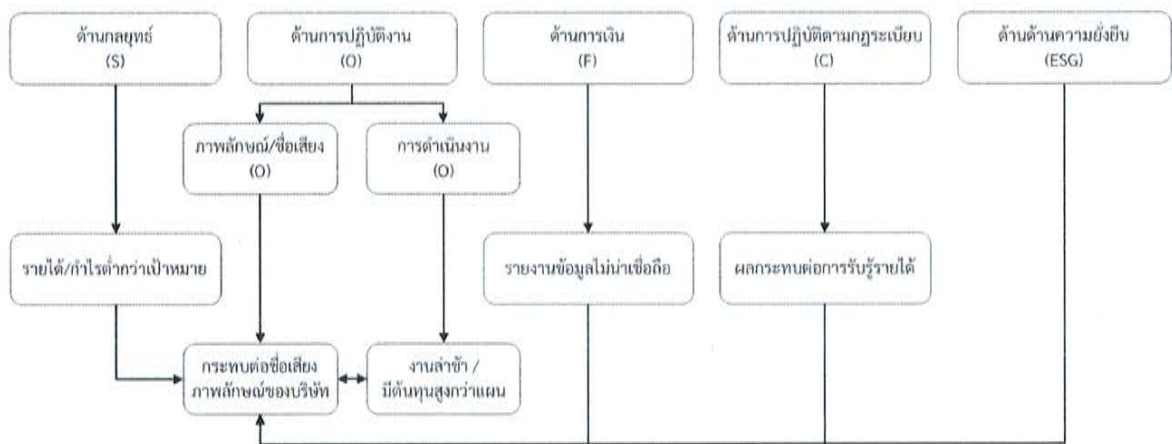 ด้านกลยุทธ์
(S)
ด้านการปฏิบัติงาน
(O)
ด้านการเงิน
(F)
ด้านการปฏิบัติตามกฎระเบียบ
(C)
ด้านด้านความยั่งยืน
(ESG)
ภาพลักษณ์/ชื่อเสียง
(O)
การดำเนินงาน
(O)
รายได้/กำไรต่ำกว่าเป้าหมาย
รายงานข้อมูลไม่น่าเชื่อถือ
ผลกระทบต่อการรับรู้รายได้
กระทบต่อชื่อเสียง
ภาพลักษณ์ของบริษัท
งานล่าช้า /
มีต้นทุนสูงกว่าแผน